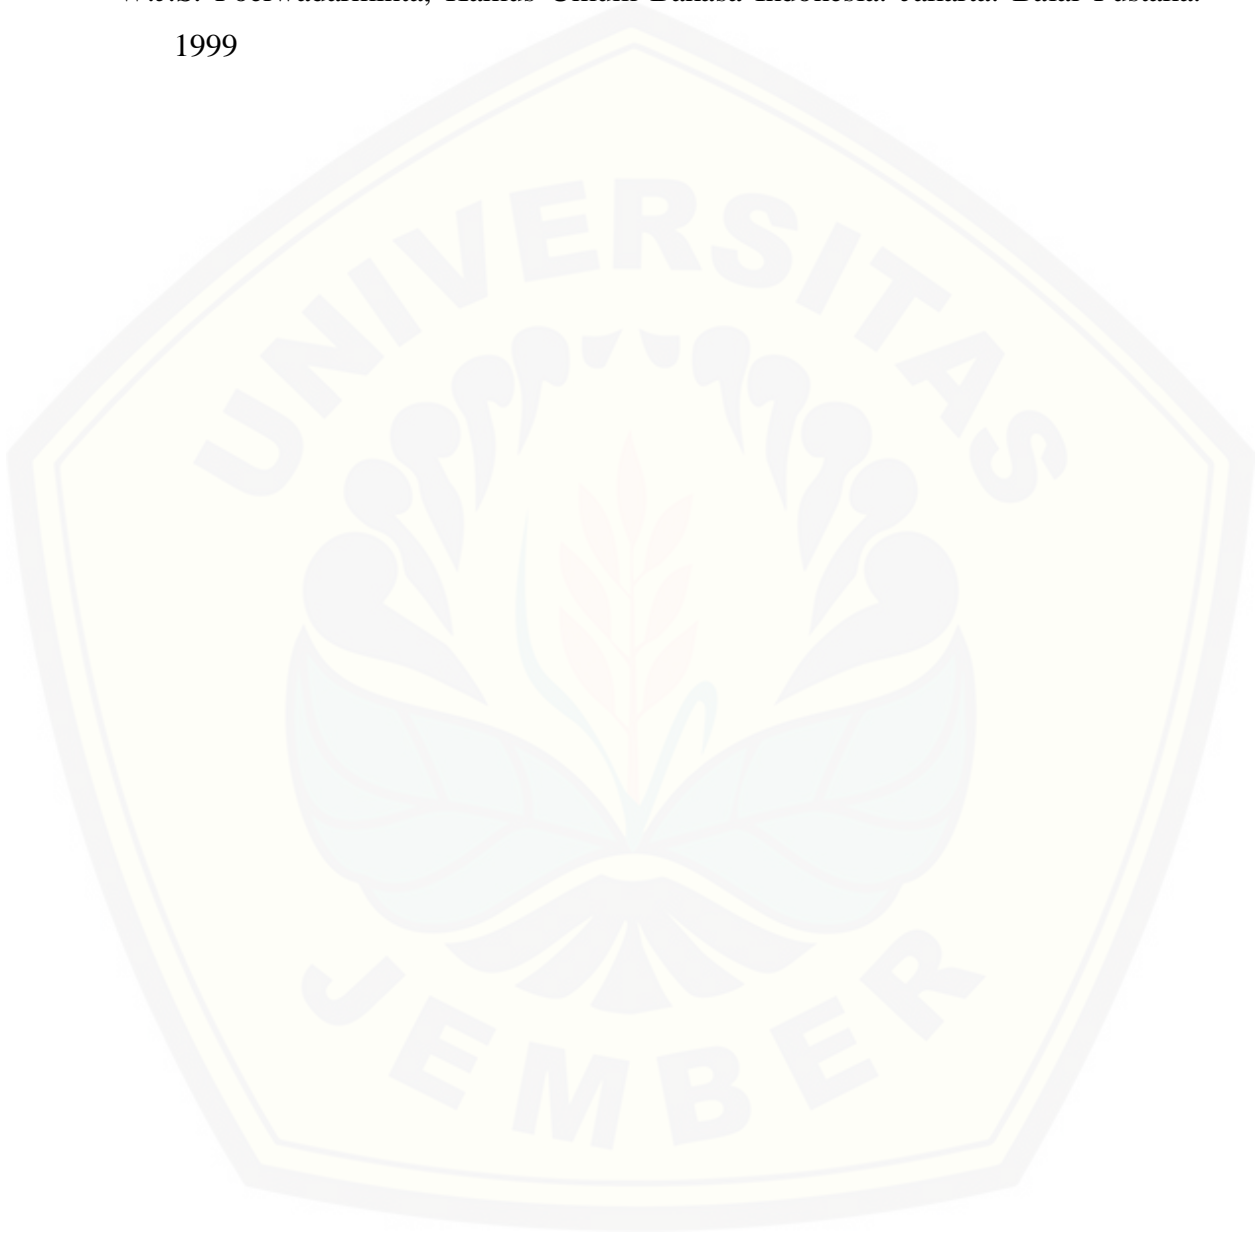 W.J.S. Poerwadarminta, Kamus Umum Bahasa Indonesia. Jakarta: Balai Pustaka.
1999
UNIVERSITAS
JEMBER